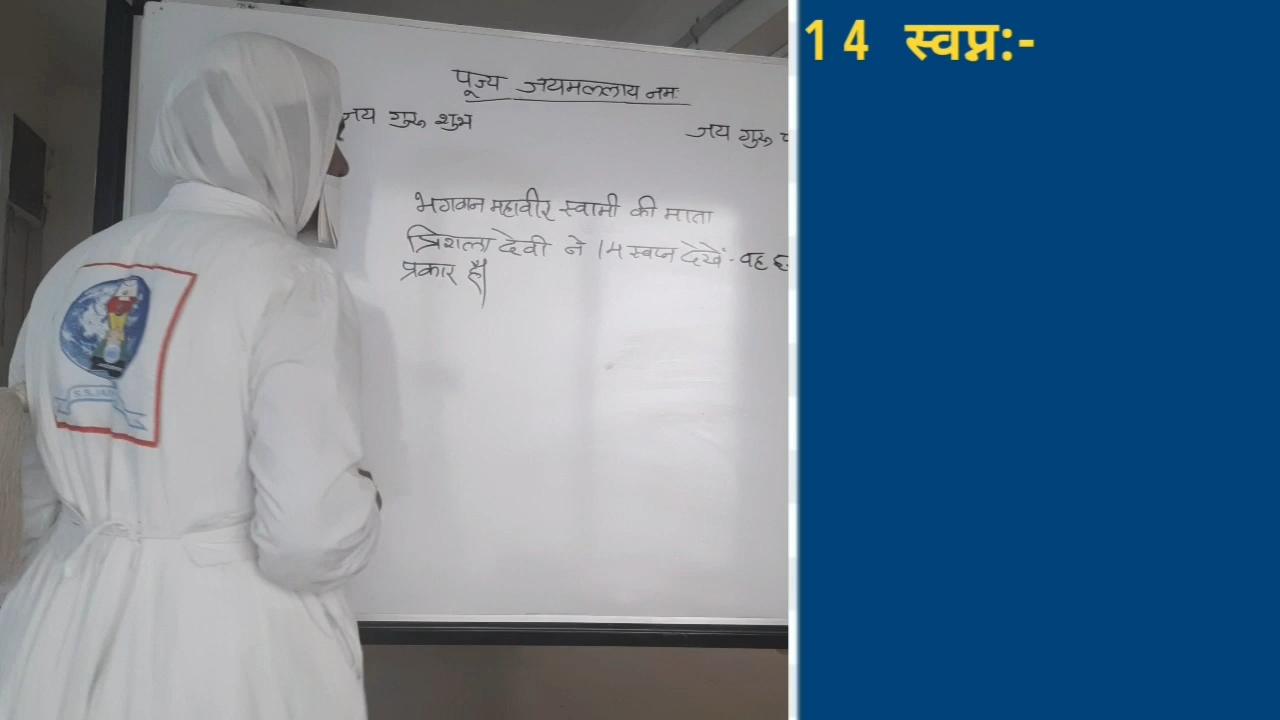 14 स्वप्न:-
पूज्य जयमल्लाय नमः
जय गुरु शुभ
जय गुरु
भगवान महावीर स्वामी की माता
त्रिशला देवी ने 14 स्वप्न देखें - वह
प्रकार है।